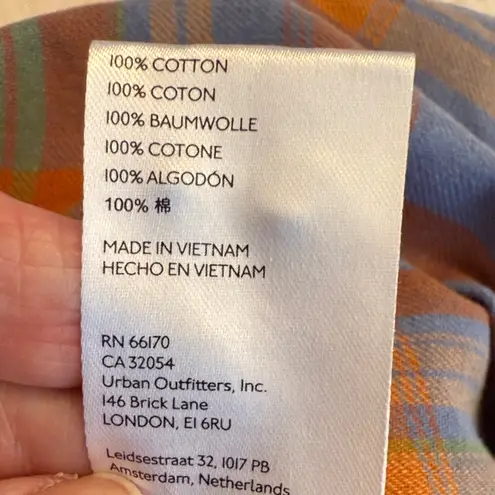 100% COTTON
100% COTON
100% BAUMWOLLE
100% COTONE
100% ALGODÓN
100% 棉
MADE IN VIETNAM
HECHO EN VIETNAM
RN 66170
CA 32054
Urban Outfitters, Inc.
146 Brick Lane
LONDON, E1 6RU
Leidsestraat 32, 1017 PB
Amsterdam, Netherlands